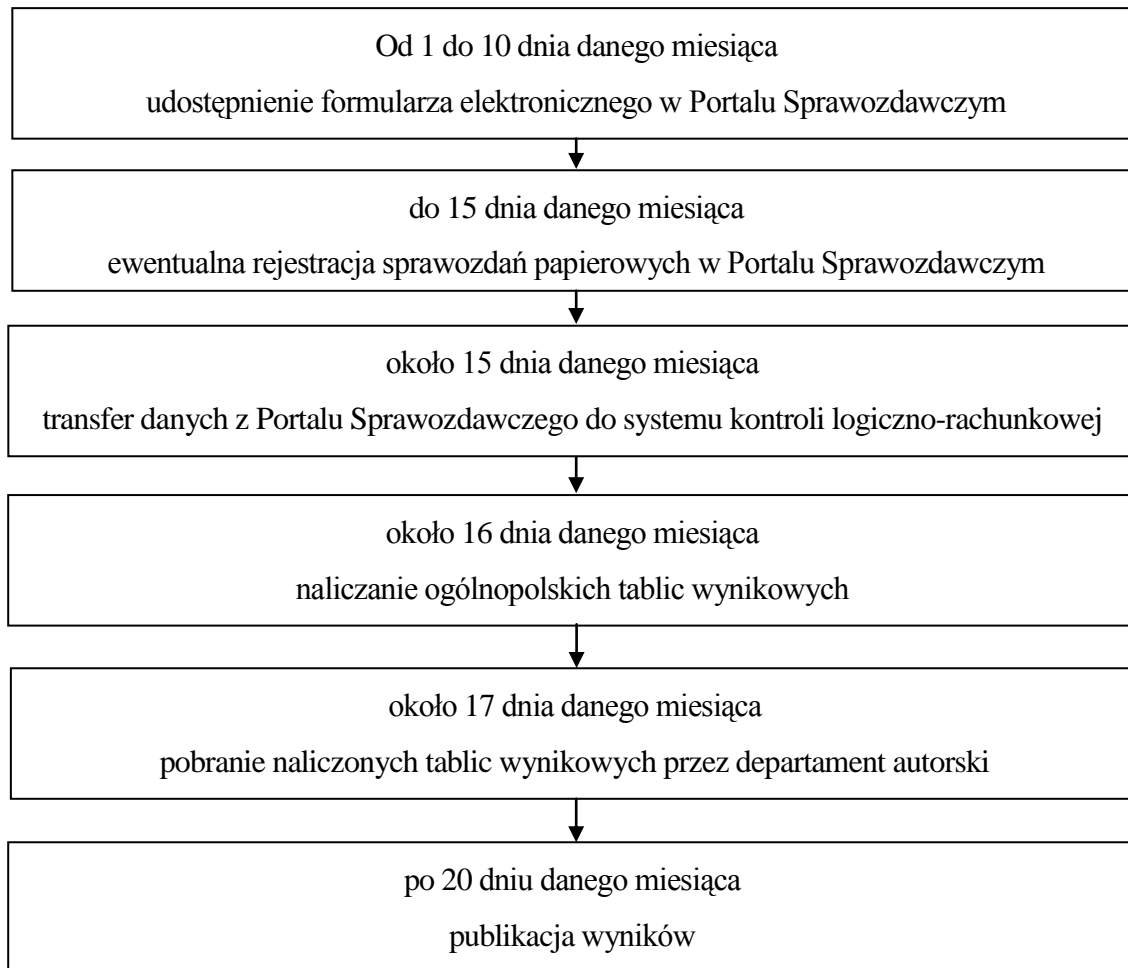 Od 1 do 10 dnia danego miesiąca
udostępnienie formularza elektronicznego w Portalu Sprawozdawczym
do 15 dnia danego miesiąca
ewentualna rejestracja sprawozdań papierowych w Portalu Sprawozdawczym
około 15 dnia danego miesiąca
transfer danych z Portalu Sprawozdawczego do systemu kontroli logiczno-rachunkowej
około 16 dnia danego miesiąca
naliczanie ogólnopolskich tablic wynikowych
około 17 dnia danego miesiąca
pobranie naliczonych tablic wynikowych przez departament autorski
po 20 dniu danego miesiąca
publikacja wyników